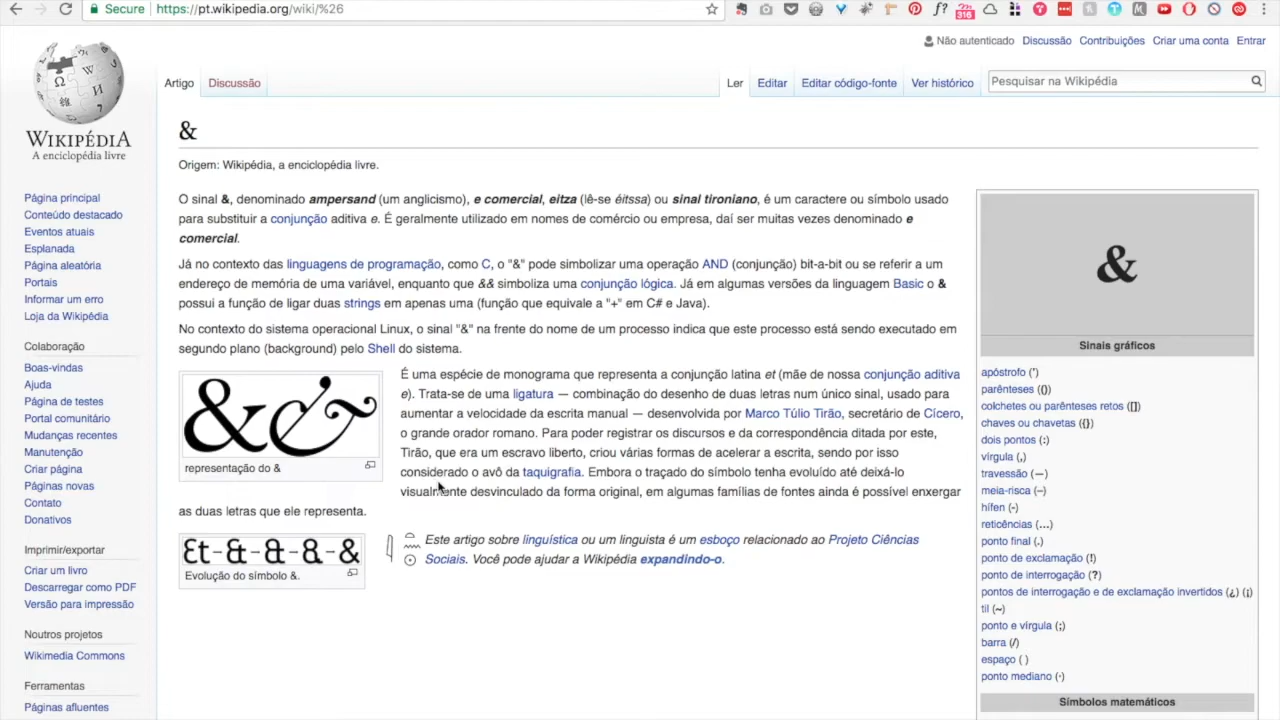 Secure https://pt.wikipedia.org/wiki/%26
316
Não autenticado Discussão Contribuições Criar uma conta Entrar
Artigo Discussão Ler Editar Editar código-fonte Ver histórico Pesquisar na Wikipédia
WIKIPÉDIA
A enciclopédia livre
Página principal
Conteúdo destacado
Eventos atuais
Esplanada
Página aleatória
Portais
Informar um erro
Loja da Wikipédia
Colaboração
Boas-vindas
Ajuda
Página de testes
Portal comunitário
Mudanças recentes
Manutenção
Criar página
Páginas novas
Contato
Donativos
Imprimir/exportar
Criar um livro
Descarregar como PDF
Versão para impressão
Noutros projetos
Wikimedia Commons
Ferramentas
Páginas afluentes
&
Origem: Wikipédia, a enciclopédia livre.
O sinal &, denominado ampersand (um anglicismo), e comercial, eitza (lê-se éitssa) ou sinal tironiano, é um caractere ou símbolo usado
para substituir a conjunção aditiva e. É geralmente utilizado em nomes de comércio ou empresa, daí ser muitas vezes denominado e
comercial.
Já no contexto das linguagens de programação, como C, o "&" pode simbolizar uma operação AND (conjunção) bit-a-bit ou se referir a um
endereço de memória de uma variável, enquanto que && simboliza uma conjunção lógica. Já em algumas versões da linguagem Basic o &
possui a função de ligar duas strings em apenas uma (função que equivale a "+" em C# e Java).
No contexto do sistema operacional Linux, o sinal "&" na frente do nome de um processo indica que este processo está sendo executado em
segundo plano (background) pelo Shell do sistema.
&&
representação do &
É uma espécie de monograma que representa a conjunção latina et (mãe de nossa conjunção aditiva
e). Trata-se de uma ligatura — combinação do desenho de duas letras num único sinal, usado para
aumentar a velocidade da escrita manual — desenvolvida por Marco Túlio Tirão, secretário de Cícero,
o grande orador romano. Para poder registrar os discursos e da correspondência ditada por este,
Tirão, que era um escravo liberto, criou várias formas de acelerar a escrita, sendo por isso
considerado o avô da taquigrafia. Embora o traçado do símbolo tenha evoluído até deixá-lo
visualmente desvinculado da forma original, em algumas famílias de fontes ainda é possível enxergar
as duas letras que ele representa.
Et - & - & - & - &
Evolução do símbolo &.
Este artigo sobre linguística ou um linguista é um esboço relacionado ao Projeto Ciências
Sociais. Você pode ajudar a Wikipédia expandindo-o.
&
Sinais gráficos
apóstrofo (')
parênteses (())
colchetes ou parênteses retos ([])
chaves ou chavetas ({})
dois pontos (:)
vírgula (,)
travessão (—)
meia-risca (–)
hífen (-)
reticências (…)
ponto final (.)
ponto de exclamação (!)
ponto de interrogação (?)
pontos de interrogação e de exclamação invertidos (¿) (¡)
til (~)
ponto e vírgula (;)
barra (/)
espaço ( )
ponto mediano (·)
Símbolos matemáticos